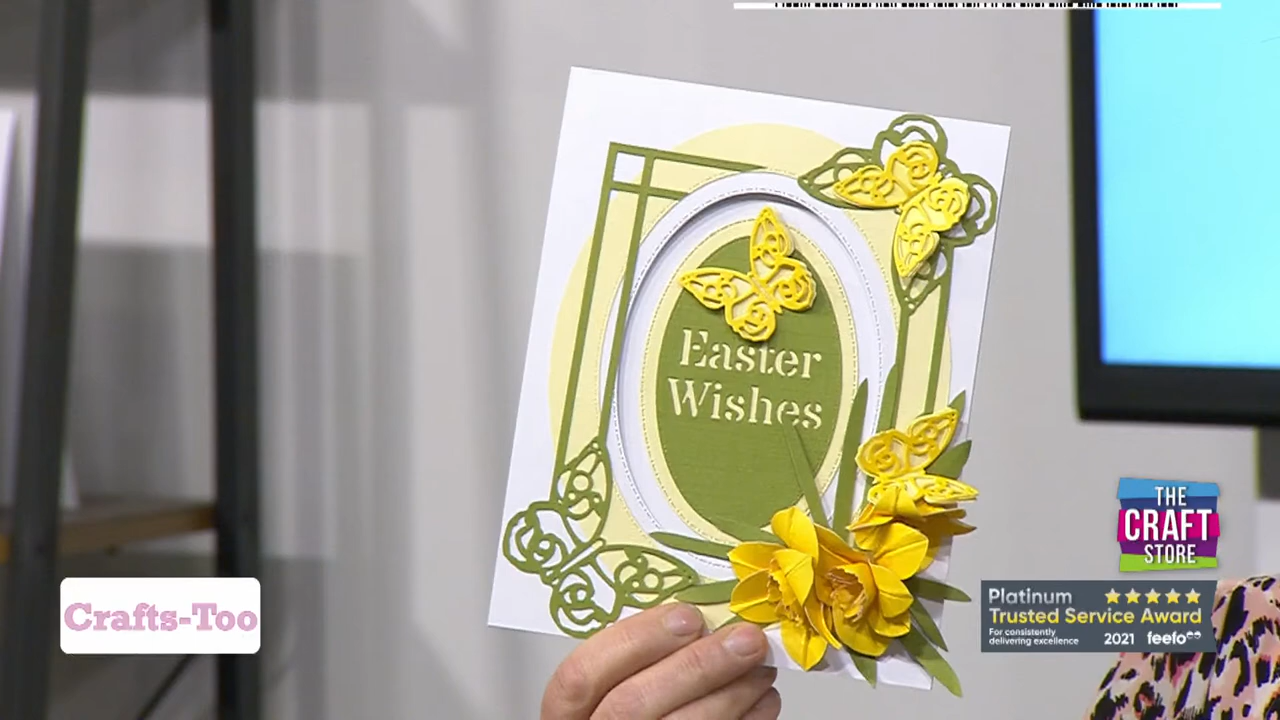 Easter
Wishes
THE
CRAFT
STORE
Crafts-Too
Platinum
Trusted Service Award
For consistently
delivering excellence
2021 feefo